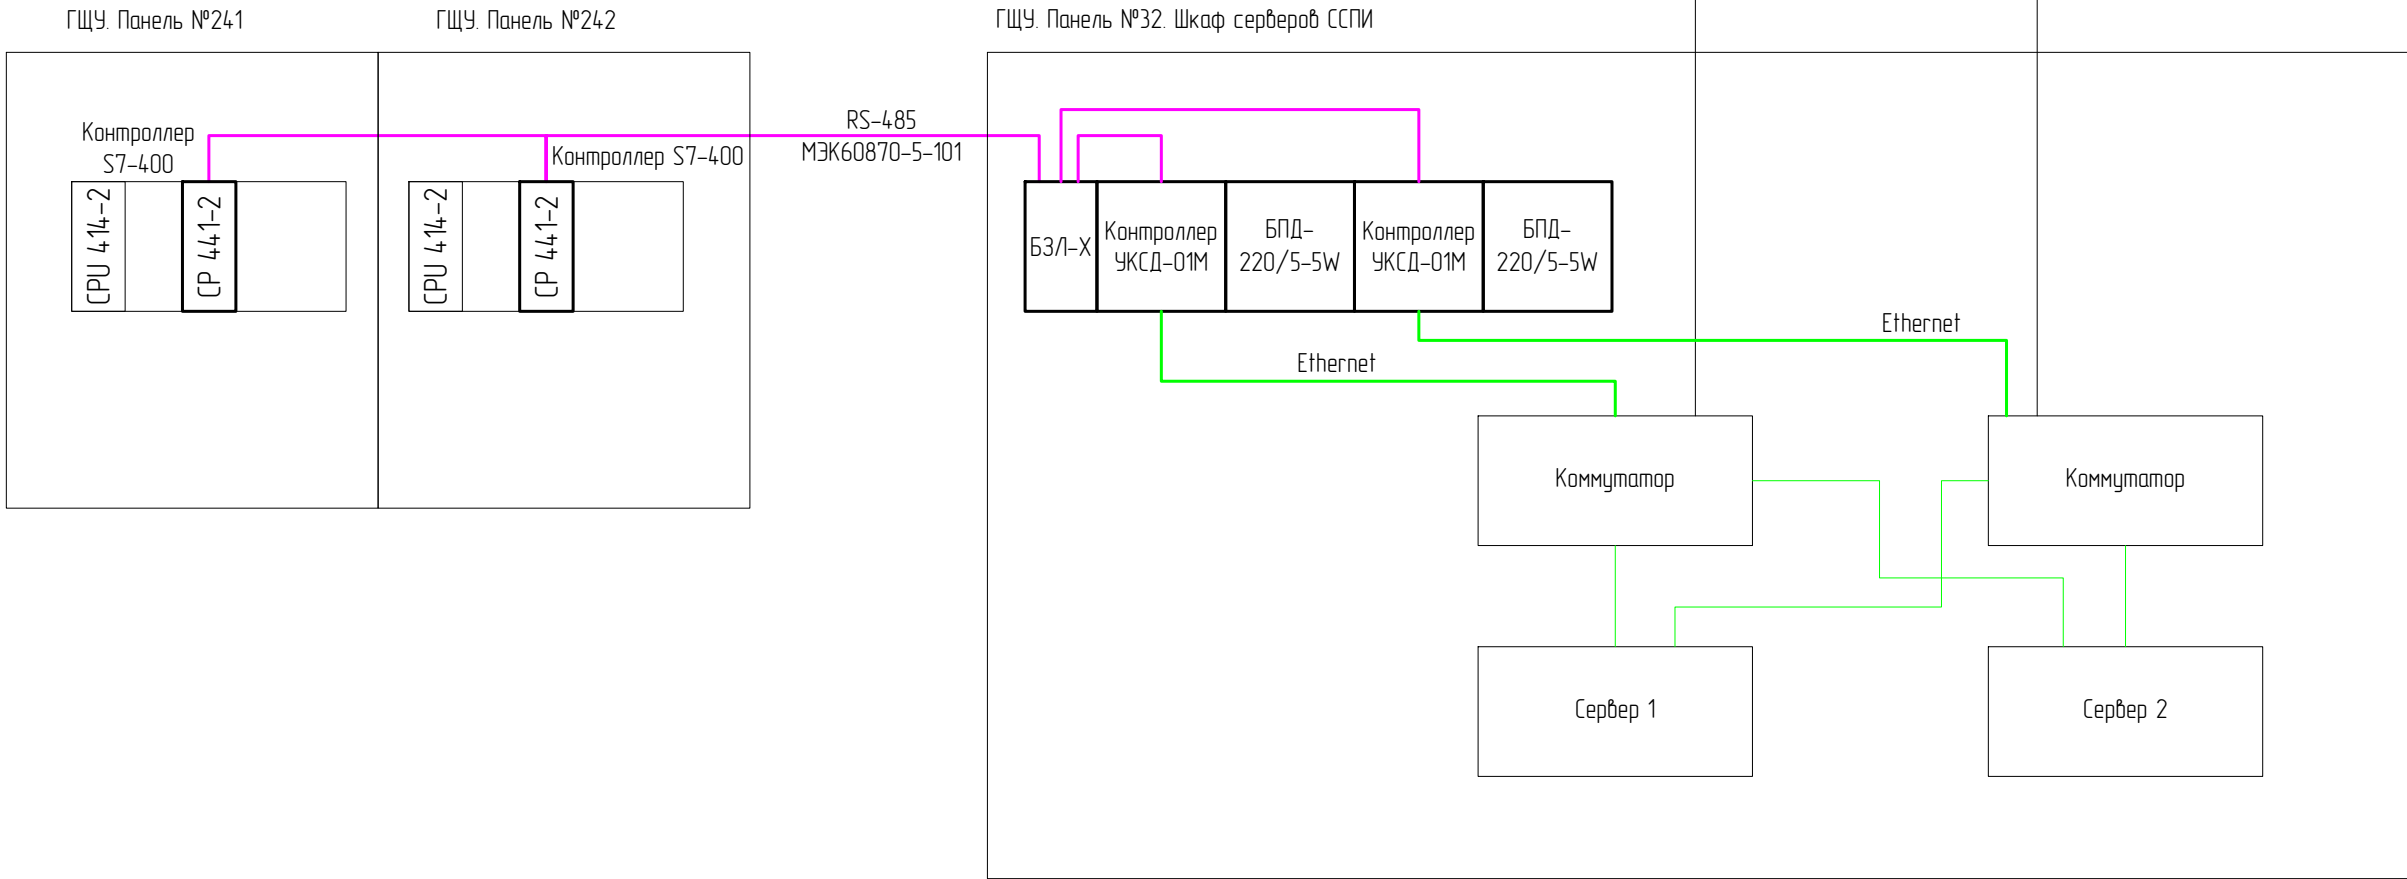 ГЩУ. Панель №241
ГЩУ. Панель №242
ГЩУ. Панель №32. Шкаф серверов ССПИ
Контроллер
S7-400
CPU 414-2
CP 441-2
Контроллер S7-400
CPU 414-2
CP 441-2
RS-485
МЭК60870-5-101
БЗЛ-Х
Контроллер
УКСД-01М
БПД-
220/5-5W
Контроллер
УКСД-01М
БПД-
220/5-5W
Ethernet
Ethernet
Коммутатор
Коммутатор
Сервер 1
Сервер 2